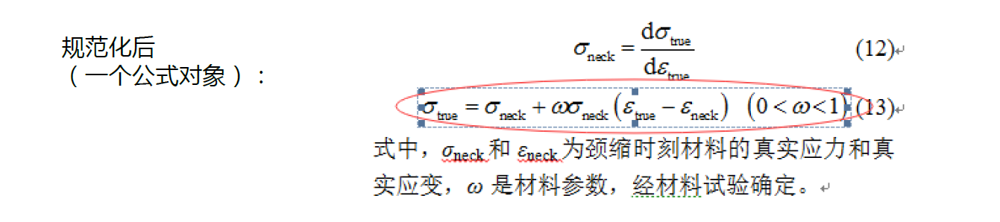 规范化后
（一个公式对象）：
σneck = dσtrue/dεtrue (12)
σtrue = σneck + ωσneck(εtrue − εneck) (0 < ω < 1) (13)
式中，σneck 和 εneck 为颈缩时刻材料的真实应力和真
实应变，ω 是材料参数，经材料试验确定。